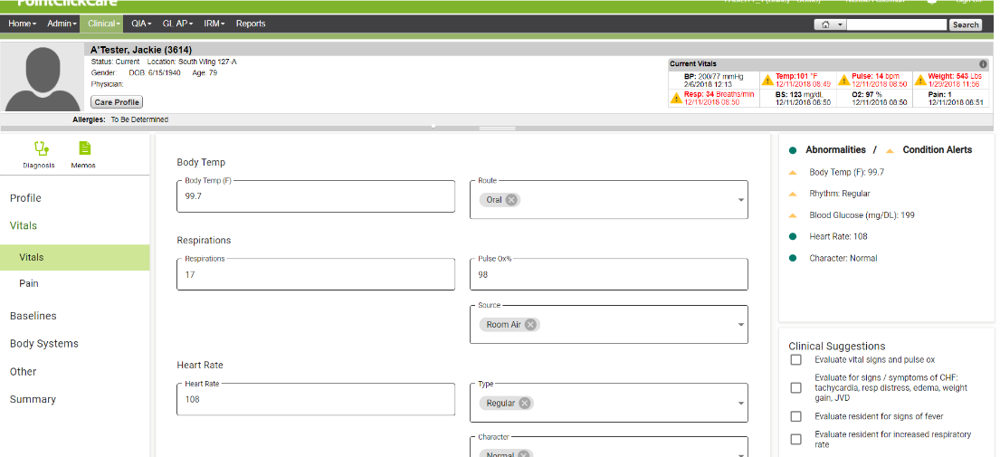 PointClickCare
Home Admin Clinical QIA GL AP IRM Reports
Search
A'Tester, Jackie (3614)
Status: Current Location: South Wing 127-A
Gender: DOB: 6/15/1940 Age: 79
Physician:
Care Profile
Current Vitals
BP: 200/77 mmHg
2/6/2018 12:13
Temp:101 °F
12/11/2018 08:49
Pulse: 14 bpm
12/11/2018 08:50
Weight: 543 Lbs
1/29/2018 11:56
Resp: 34 Breaths/min
12/11/2018 08:50
BS: 123 mg/dL
12/11/2018 08:50
O2: 97 %
12/11/2018 08:50
Pain: 1
12/11/2018 08:51
Allergies: To Be Determined
Diagnosis Memos
Profile
Vitals
Vitals
Pain
Baselines
Body Systems
Other
Summary
Body Temp
Body Temp (F)
99.7
Route
Oral
Respirations
Respirations
17
Pulse Ox%
98
Source
Room Air
Heart Rate
Heart Rate
108
Type
Regular
Character
Normal
Abnormalities / Condition Alerts
Body Temp (F): 99.7
Rhythm: Regular
Blood Glucose (mg/DL): 199
Heart Rate: 108
Character: Normal
Clinical Suggestions
Evaluate vital signs and pulse ox
Evaluate for signs / symptoms of CHF:
tachycardia, resp distress, edema, weight
gain, JVD
Evaluate resident for signs of fever
Evaluate resident for increased respiratory
rate